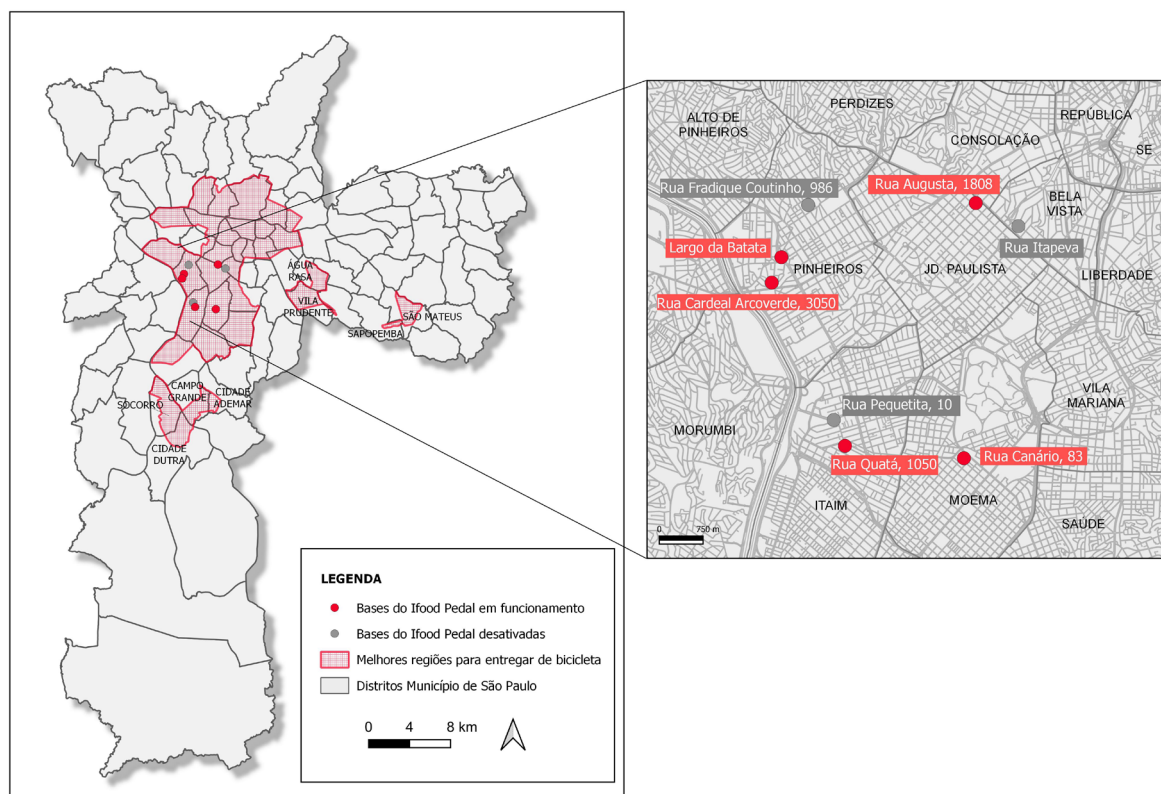 ÁGUA
RASA
VILA
PRUDENTE
SÃO MATEUS
SAPOPEMBA
CAMPO
GRANDE
CIDADE
ADEMAR
SOCORRO
CIDADE
DUTRA
LEGENDA
Bases do Ifood Pedal em funcionamento
Bases do Ifood Pedal desativadas
Melhores regiões para entregar de bicicleta
Distritos Município de São Paulo
0 4 8 km
PERDIZES
ALTO DE
PINHEIROS
REPÚBLICA
CONSOLAÇÃO
SE
Rua Fradique Coutinho, 986
Rua Augusta, 1808
BELA
VISTA
Rua Itapeva
Largo da Batata
PINHEIROS
JD. PAULISTA
LIBERDADE
Rua Cardeal Arcoverde, 3050
VILA
MARIANA
Rua Pequetita, 10
MORUMBI
Rua Quatá, 1050
Rua Canário, 83
ITAIM
MOEMA
SAÚDE
0 750 m